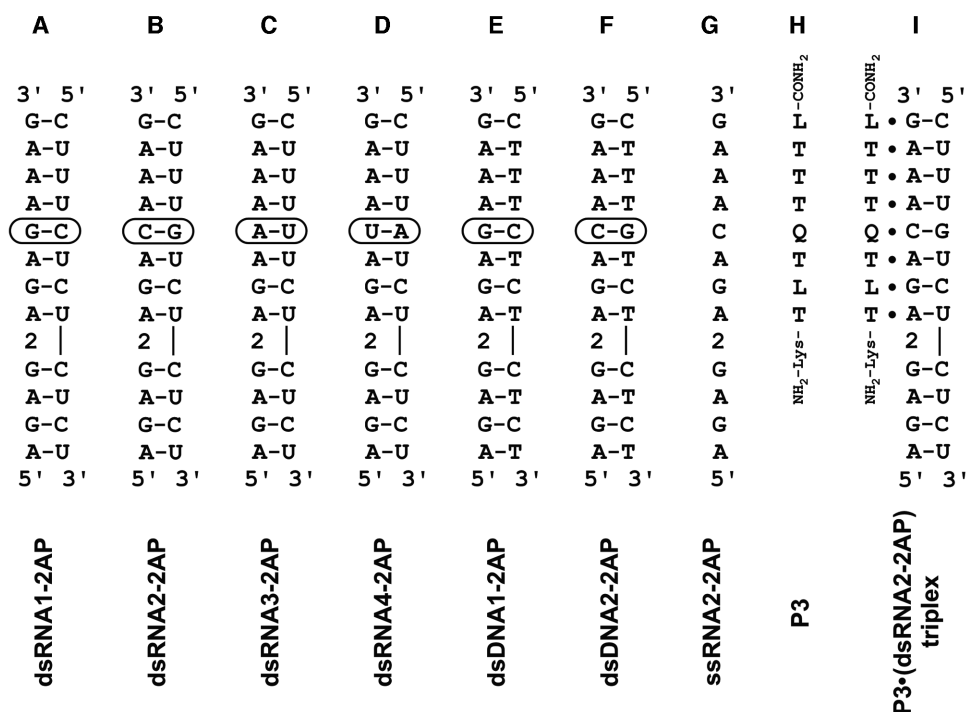 A B C D E F G H I
-CONH2 -CONH2
3' 5' 3' 5' 3' 5' 3' 5' 3' 5' 3' 5' 3' 3' 5'
G-C G-C G-C G-C G-C G-C G L L • G-C
A-U A-U A-U A-U A-T A-T A T T • A-U
A-U A-U A-U A-U A-T A-T A T T • A-U
A-U A-U A-U A-U A-T A-T A T T • A-U
G-C C-G A-U U-A G-C C-G C Q Q • C-G
A-U A-U A-U A-U A-T A-T A T T • A-U
G-C G-C G-C G-C G-C G-C G L L • G-C
A-U A-U A-U A-U A-T A-T A T T • A-U
2 | 2 | 2 | 2 | 2 | 2 | 2 2 |
NH2-Lys- NH2-Lys-
G-C G-C G-C G-C G-C G-C G G-C
A-U A-U A-U A-U A-T A-T A A-U
G-C G-C G-C G-C G-C G-C G G-C
A-U A-U A-U A-U A-T A-T A A-U
5' 3' 5' 3' 5' 3' 5' 3' 5' 3' 5' 3' 5' 5' 3'
dsRNA1-2AP
dsRNA2-2AP
dsRNA3-2AP
dsRNA4-2AP
dsDNA1-2AP
dsDNA2-2AP
ssRNA2-2AP
P3
P3•(dsRNA2-2AP)
triplex